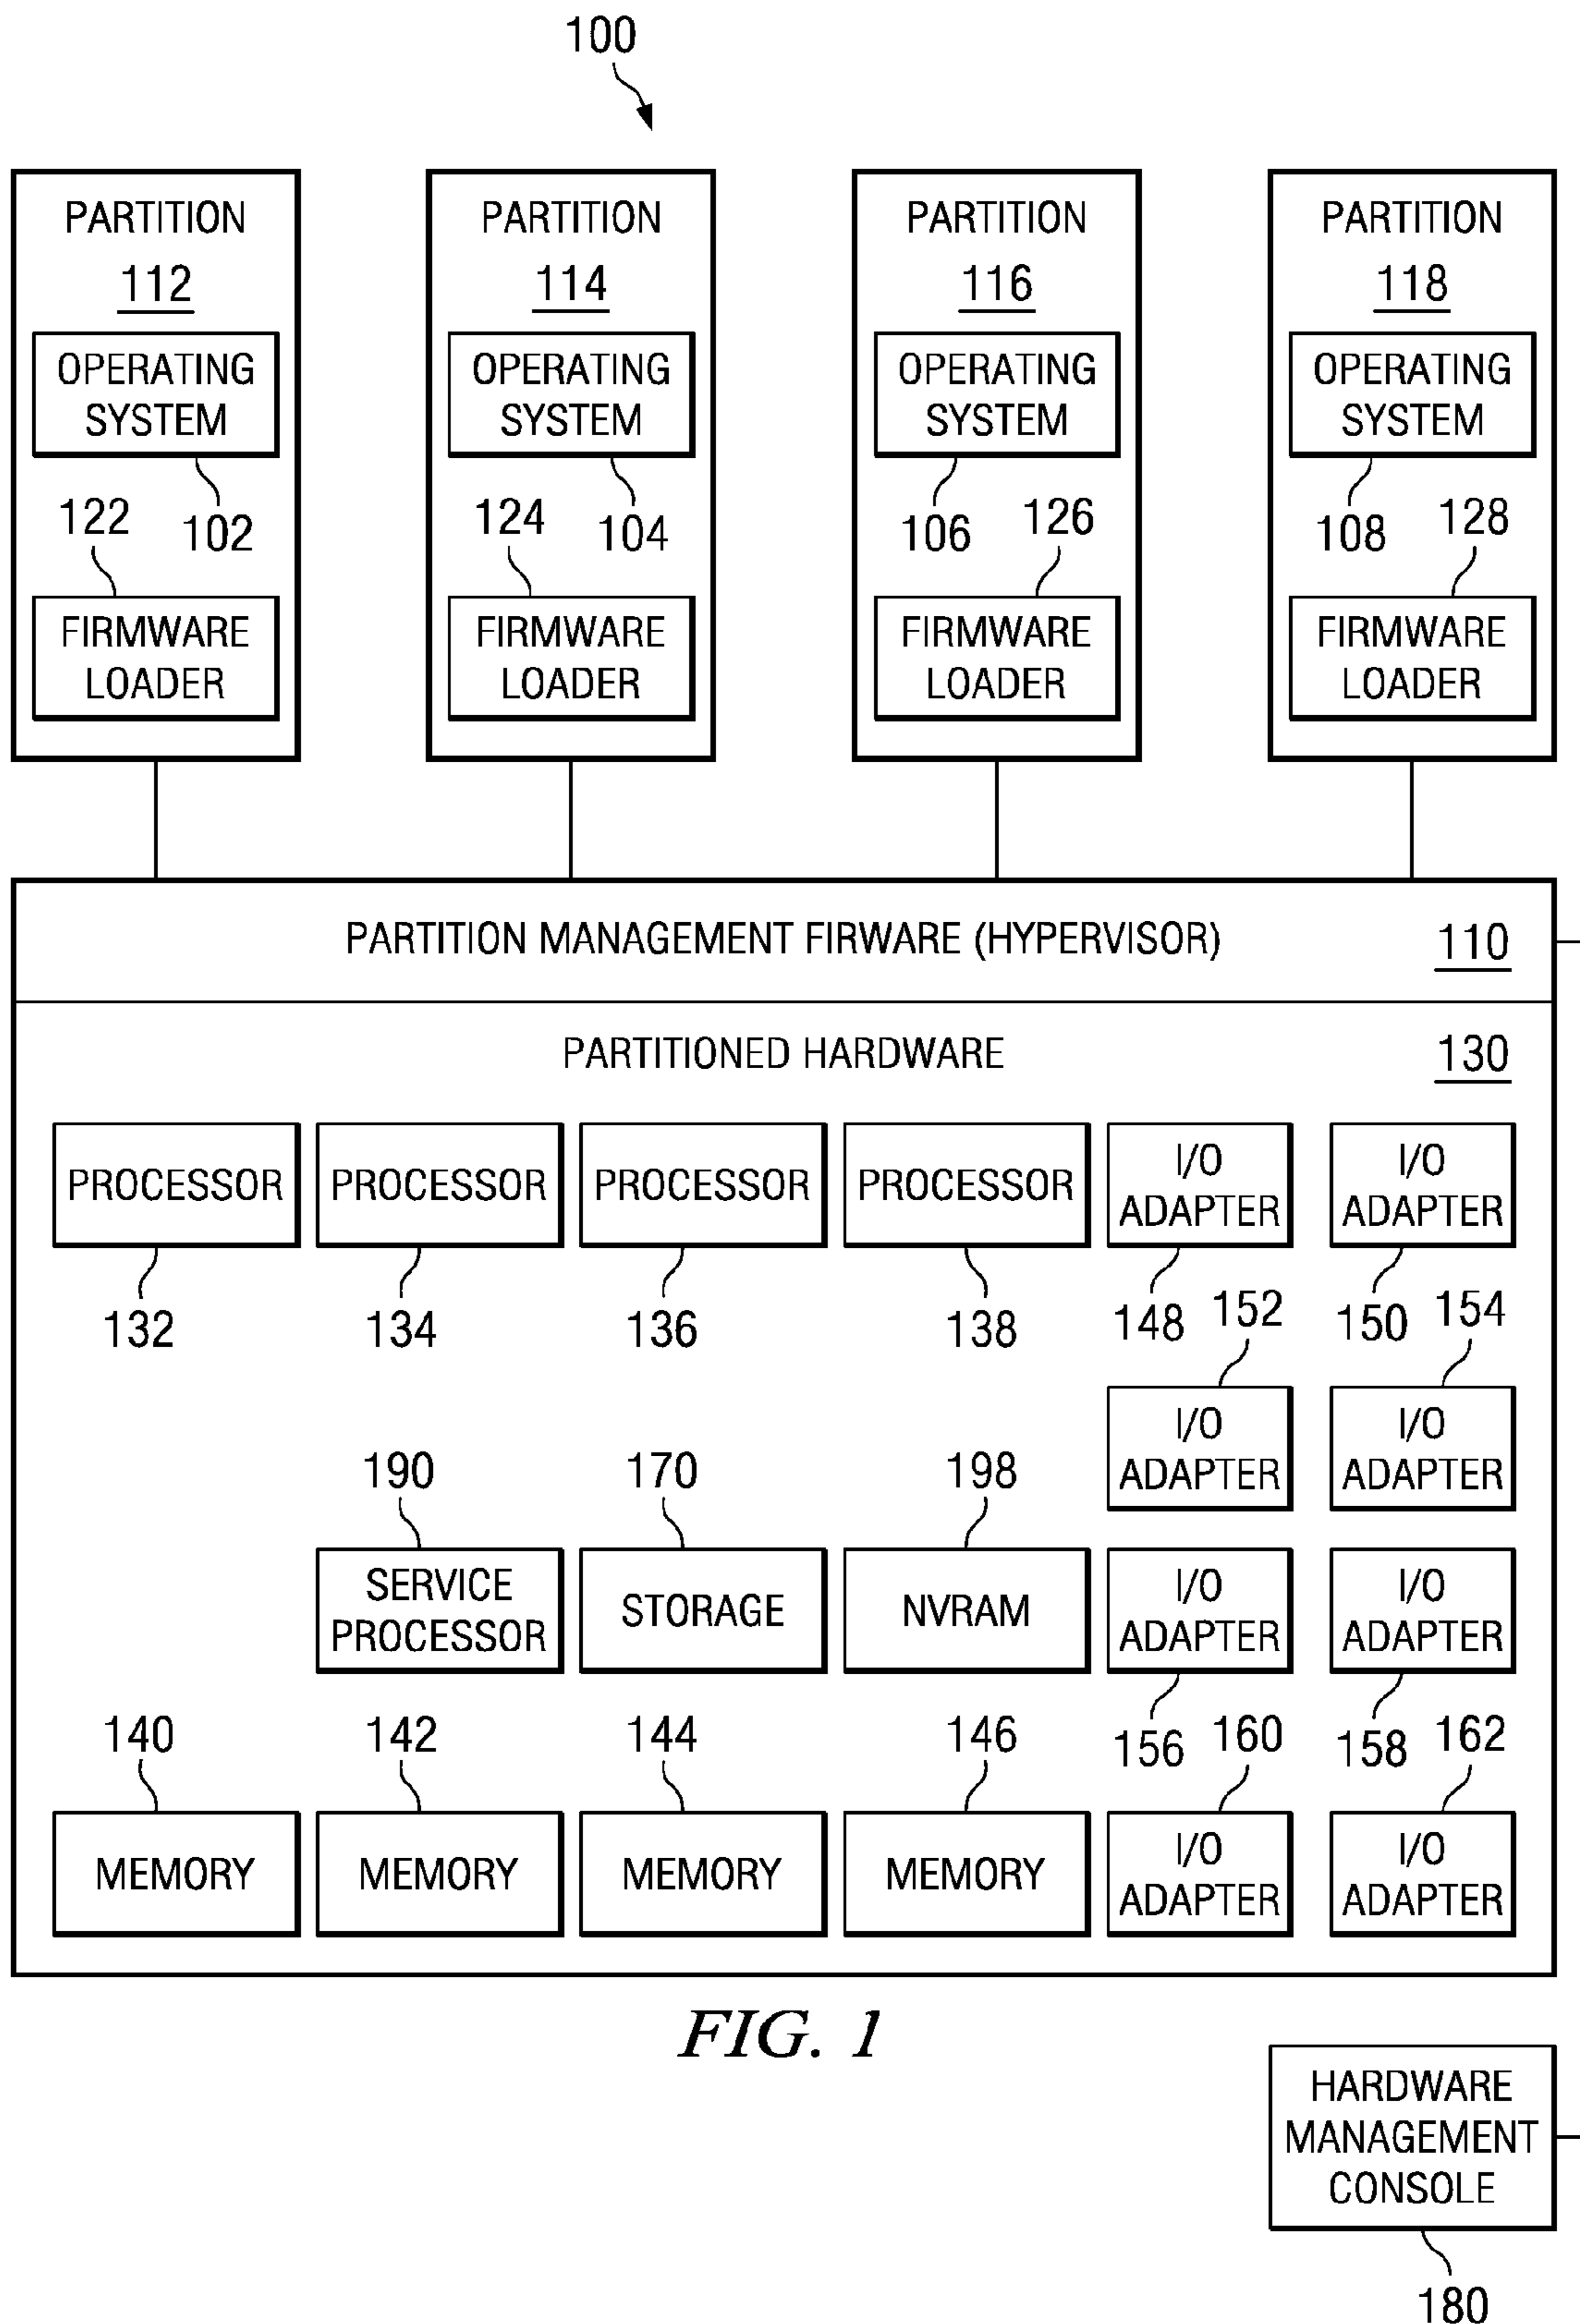 100
PARTITION PARTITION PARTITION PARTITION
112 114 116 118
OPERATING OPERATING OPERATING OPERATING
SYSTEM SYSTEM SYSTEM SYSTEM
122 102 124 104 106 126 108 128
FIRMWARE FIRMWARE FIRMWARE FIRMWARE
LOADER LOADER LOADER LOADER
PARTITION MANAGEMENT FIRWARE (HYPERVISOR) 110
PARTITIONED HARDWARE 130
PROCESSOR PROCESSOR PROCESSOR PROCESSOR I/O ADAPTER I/O ADAPTER
132 134 136 138 148 152 150 154
I/O ADAPTER I/O ADAPTER
190 170 198
SERVICE PROCESSOR STORAGE NVRAM I/O ADAPTER I/O ADAPTER
140 142 144 146 156 160 158 162
MEMORY MEMORY MEMORY MEMORY I/O ADAPTER I/O ADAPTER
FIG. 1
HARDWARE
MANAGEMENT
CONSOLE
180